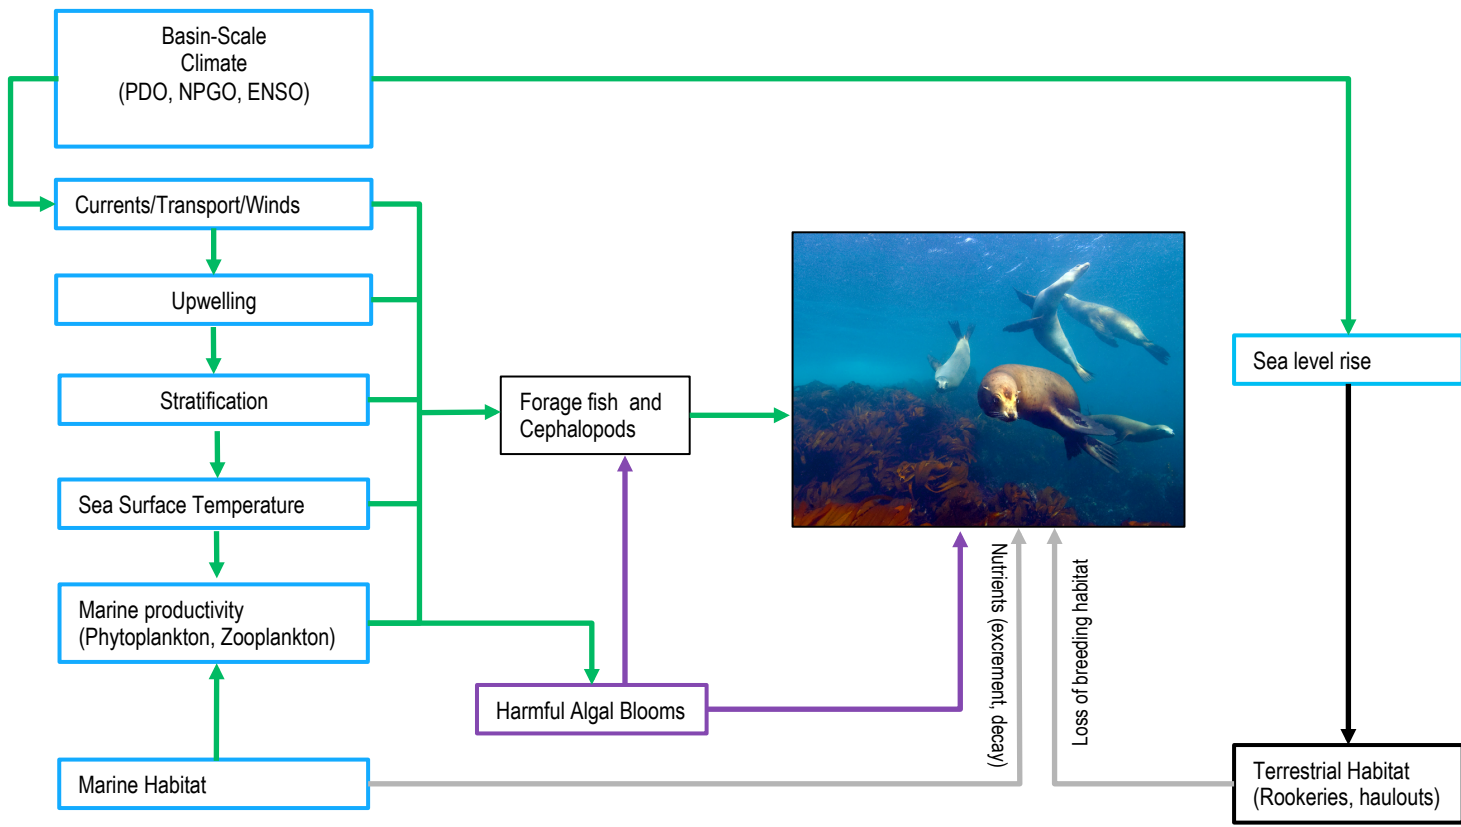 Basin-Scale
Climate
(PDO, NPGO, ENSO)
Currents/Transport/Winds
Upwelling
Stratification
Sea Surface Temperature
Marine productivity
(Phytoplankton, Zooplankton)
Marine Habitat
Forage fish and
Cephalopods
Harmful Algal Blooms
Nutrients (excrement, decay)
Loss of breeding habitat
Sea level rise
Terrestrial Habitat
(Rookeries, haulouts)